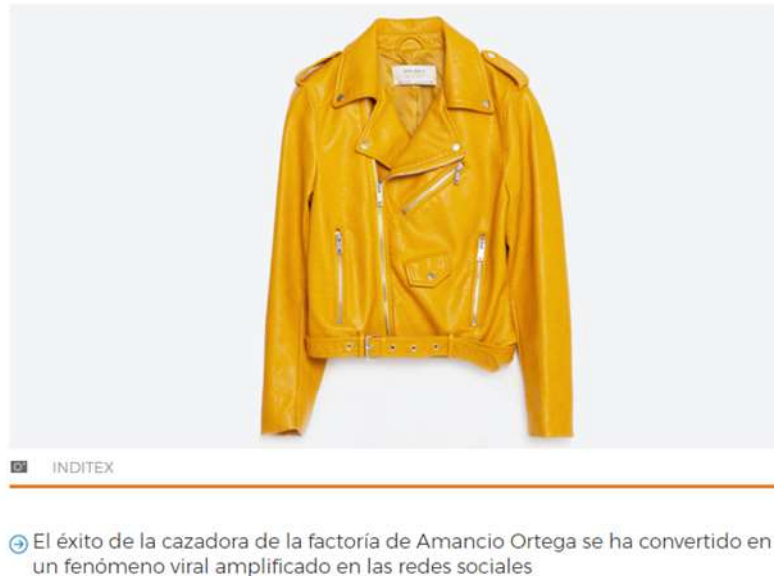 INDITEX
El éxito de la cazadora de la factoría de Amancio Ortega se ha convertido en
un fenómeno viral amplificado en las redes sociales